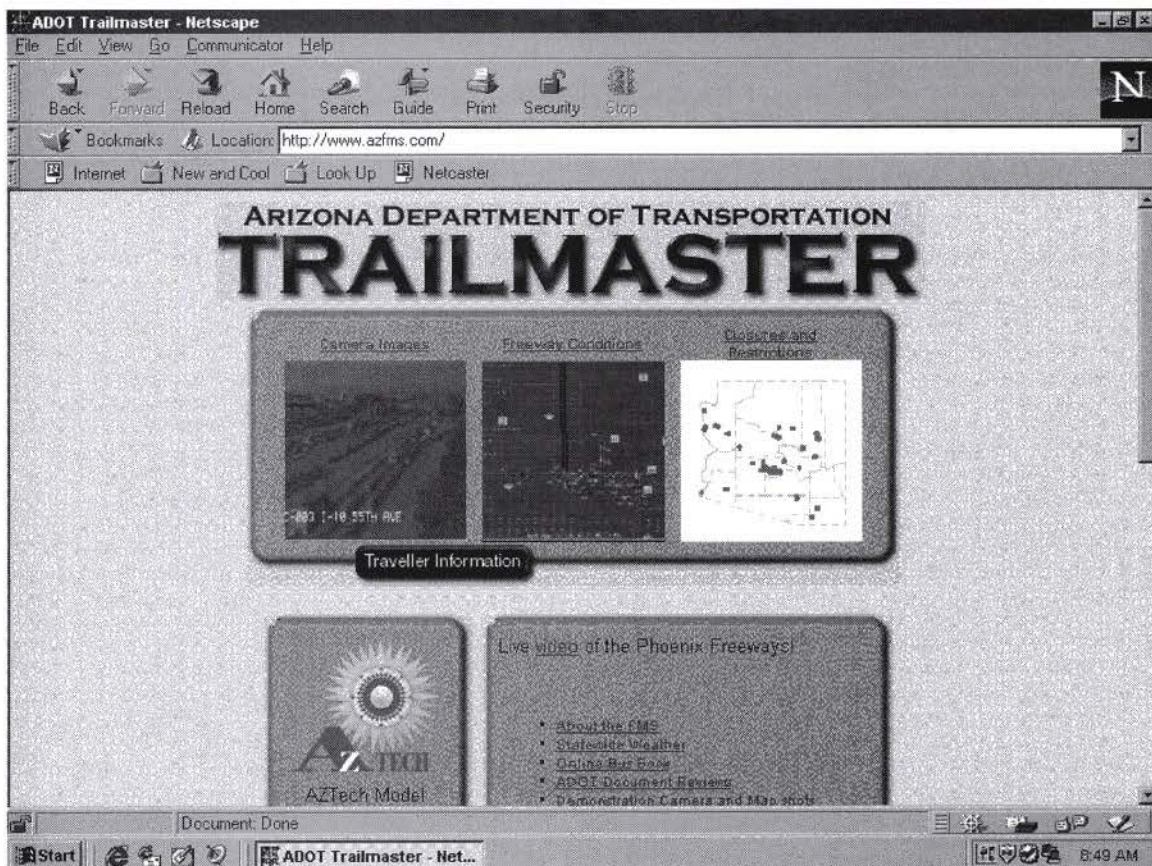 ADOT Trailmaster - Netscape
File Edit View Go Communicator Help
Back Forward Reload Home Search Guide Print Security Stop
N
Bookmarks Location: http://www.azfms.com/
Internet New and Cool Look Up Netcaster
ARIZONA DEPARTMENT OF TRANSPORTATION
TRAILMASTER
Camera Images Freeway Conditions Closures and
Restrictions
C-003 I-10 55TH AVE
Traveller Information
Live video of the Phoenix Freeways!
About the FMS
Statewide Weather
Online Bus Book
ADOT Document Reviews
Demonstration Camera and Map shots
AZ TECH
AZTech Model
Document: Done
Start ADOT Trailmaster - Net... 8:49 AM